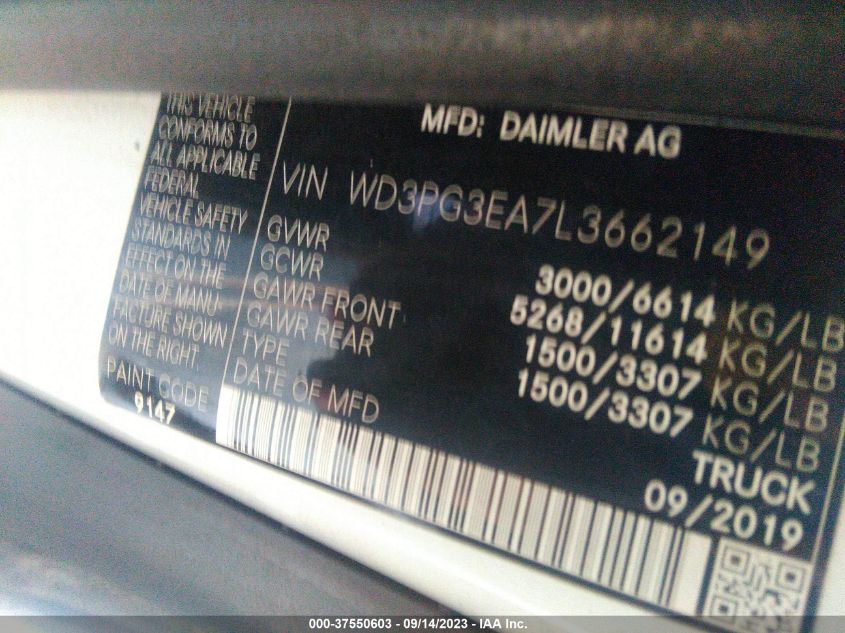 THIS VEHICLE
CONFORMS TO
ALL APPLICABLE
FEDERAL
VEHICLE SAFETY
STANDARDS IN
EFFECT ON THE
DATE OF MANU
FACTURE SHOWN
ON THE RIGHT.
PAINT CODE
9147
MFD: DAIMLER AG
VIN WD3PG3EA7L3662149
GVWR 3000/6614 KG/LB
GCWR 5268/11614 KG/LB
GAWR FRONT 1500/3307 KG/LB
GAWR REAR 1500/3307 KG/LB
TYPE TRUCK
DATE OF MFD 09/2019
000-37550603 - 09/14/2023 - IAA Inc.